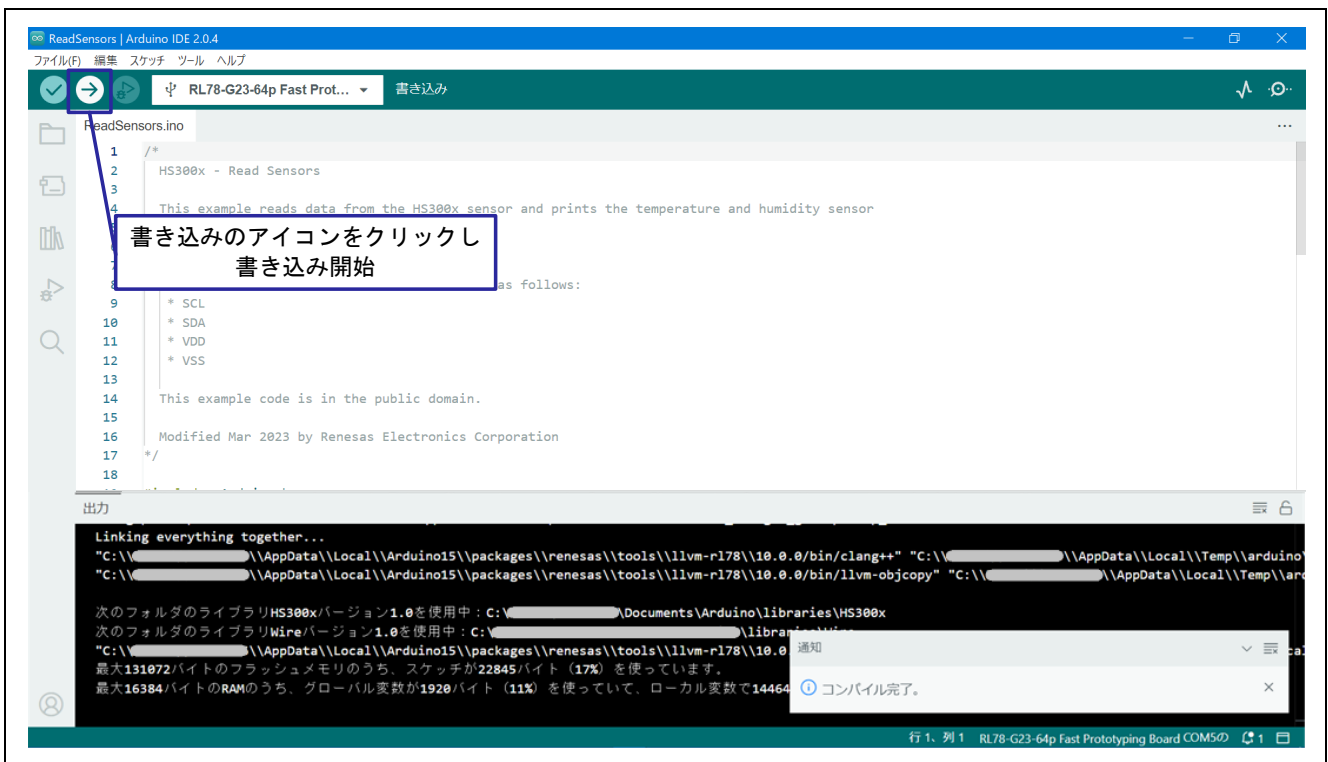 ReadSensors | Arduino IDE 2.0.4
ファイル(F) 編集 スケッチ ツール ヘルプ
RL78-G23-64p Fast Prot... 書き込み
ReadSensors.ino
1 /*
2 HS300x - Read Sensors
3
4 This example reads data from the HS300x sensor and prints the temperature and humidity sensor
書き込みのアイコンをクリックし
書き込み開始
8 as follows:
9 * SCL
10 * SDA
11 * VDD
12 * VSS
13
14 This example code is in the public domain.
15
16 Modified Mar 2023 by Renesas Electronics Corporation
17 */
18
出力
Linking everything together...
"C:\\ \\AppData\\Local\\Arduino15\\packages\\renesas\\tools\\llvm-rl78\\10.0.0/bin/clang++" "C:\\ \\AppData\\Local\\Temp\\arduino
"C:\\ \\AppData\\Local\\Arduino15\\packages\\renesas\\tools\\llvm-rl78\\10.0.0/bin/llvm-objcopy" "C:\\ \\AppData\\Local\\Temp\\ard
次のフォルダのライブラリHS300xバージョン1.0を使用中：C:\ \Documents\Arduino\libraries\HS300x
次のフォルダのライブラリWireバージョン1.0を使用中：C:\ \libraries\Wire
"C:\\ \\AppData\\Local\\Arduino15\\packages\\renesas\\tools\\llvm-rl78\\10.0
最大131072バイトのフラッシュメモリのうち、スケッチが22845バイト（17%）を使っています。
最大16384バイトのRAMのうち、グローバル変数が1920バイト（11%）を使っていて、ローカル変数で14464
通知
コンパイル完了。
行 1、列 1 RL78-G23-64p Fast Prototyping Board COM5の 1